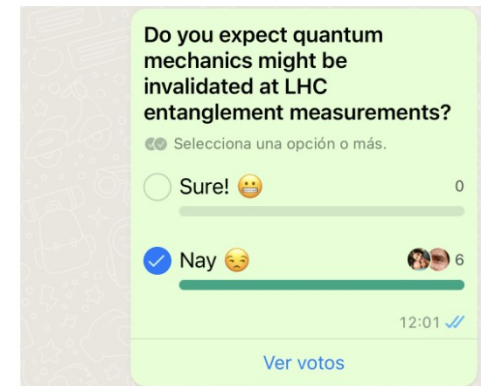 Do you expect quantum
mechanics might be
invalidated at LHC
entanglement measurements?
Selecciona una opción o más.
Sure! 😬 0
Nay 😒 6
12:01
Ver votos